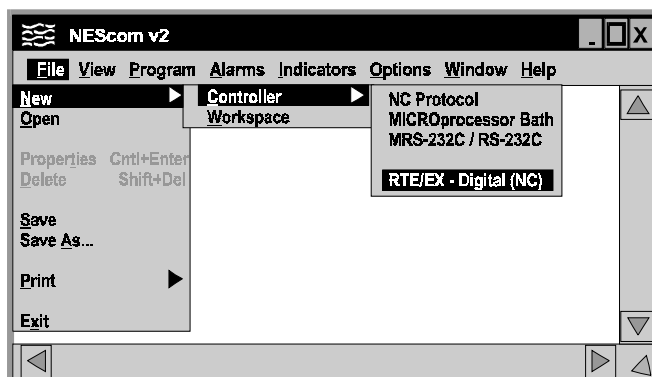 NEScom v2
File View Program Alarms Indicators Options Window Help
New
Open
Properties Cntl+Enter
Delete Shift+Del
Save
Save As...
Print
Exit
Controller
Workspace
NC Protocol
MICROprocessor Bath
MRS-232C / RS-232C
RTE/EX - Digital (NC)